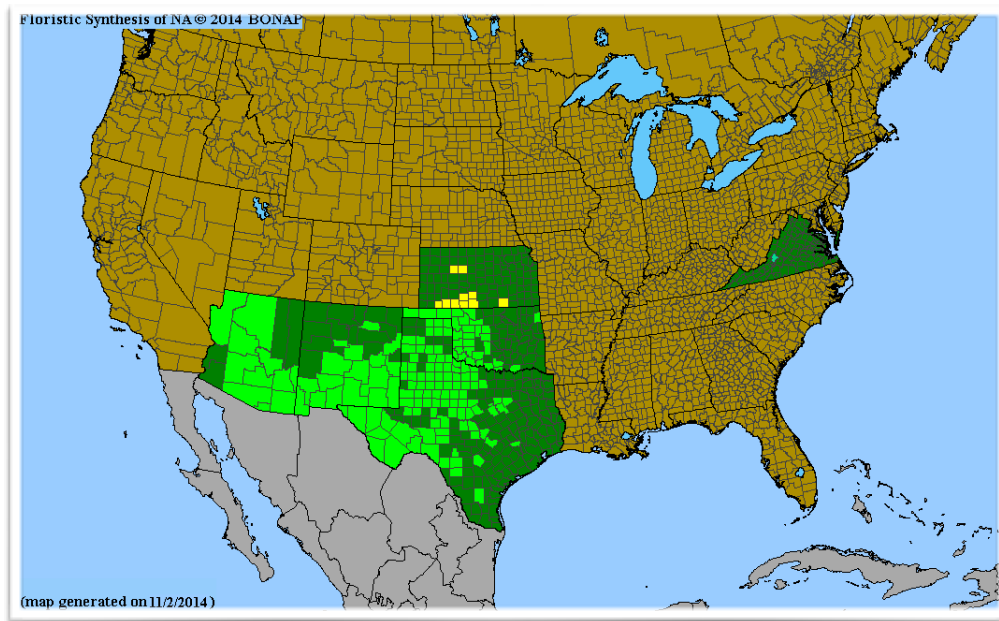 Floristic Synthesis of NA © 2014 BONAP
(map generated on 11/2/2014 )